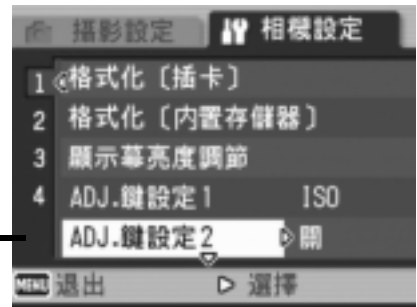 攝影設定 相機設定
1 格式化〔插卡〕
2 格式化〔內置存儲器〕
3 顯示幕亮度調節
4 ADJ.鍵設定1 ISO
ADJ.鍵設定2 開
MENU 退出 選擇